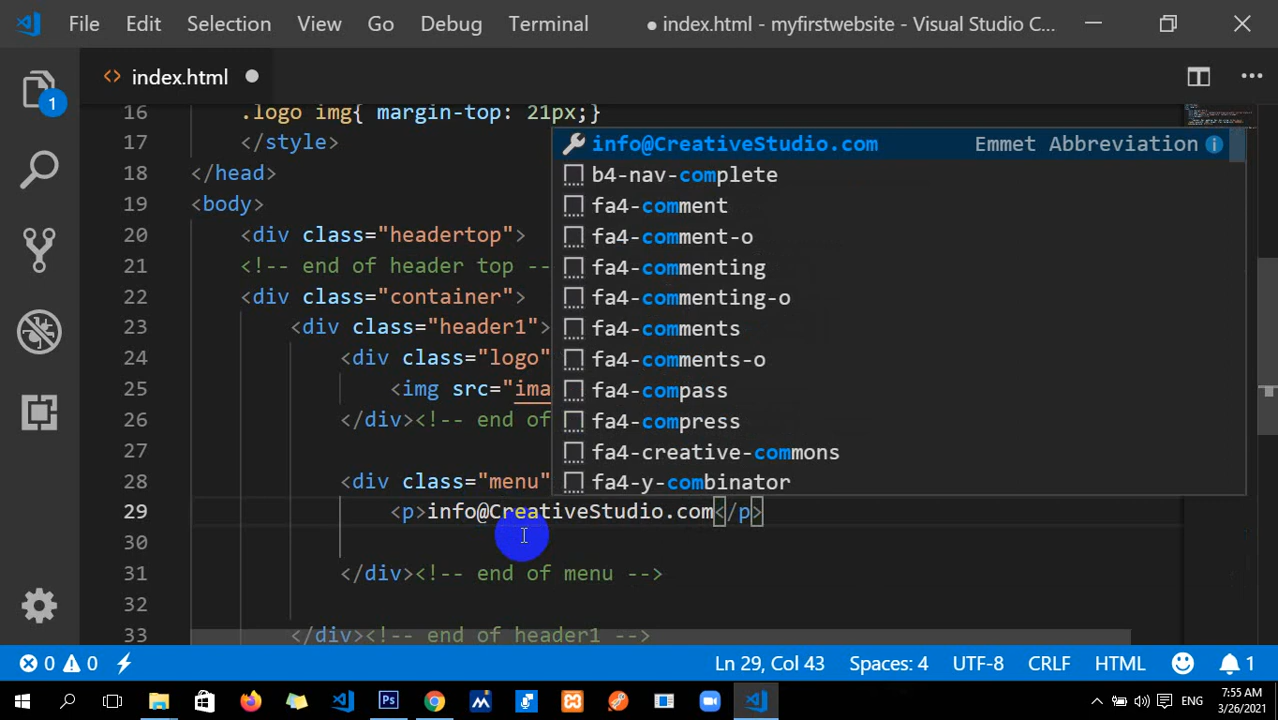 File Edit Selection View Go Debug Terminal ● index.html - myfirstwebsite - Visual Studio C...
index.html ●
1
16 .logo img{ margin-top: 21px;}
17 </style>
18 </head>
19 <body>
20 <div class="headertop">
21 <!-- end of header top --
22 <div class="container">
23 <div class="header1">
24 <div class="logo"
25 <img src="ima
26 </div><!-- end of
27
28 <div class="menu"
29 <p>info@CreativeStudio.com</p>
30
31 </div><!-- end of menu -->
32
33 </div><!-- end of header1 -->
info@CreativeStudio.com Emmet Abbreviation
b4-nav-complete
fa4-comment
fa4-comment-o
fa4-commenting
fa4-commenting-o
fa4-comments
fa4-comments-o
fa4-compass
fa4-compress
fa4-creative-commons
fa4-y-combinator
0 0 Ln 29, Col 43 Spaces: 4 UTF-8 CRLF HTML 1
ENG 7:55 AM
3/26/2021